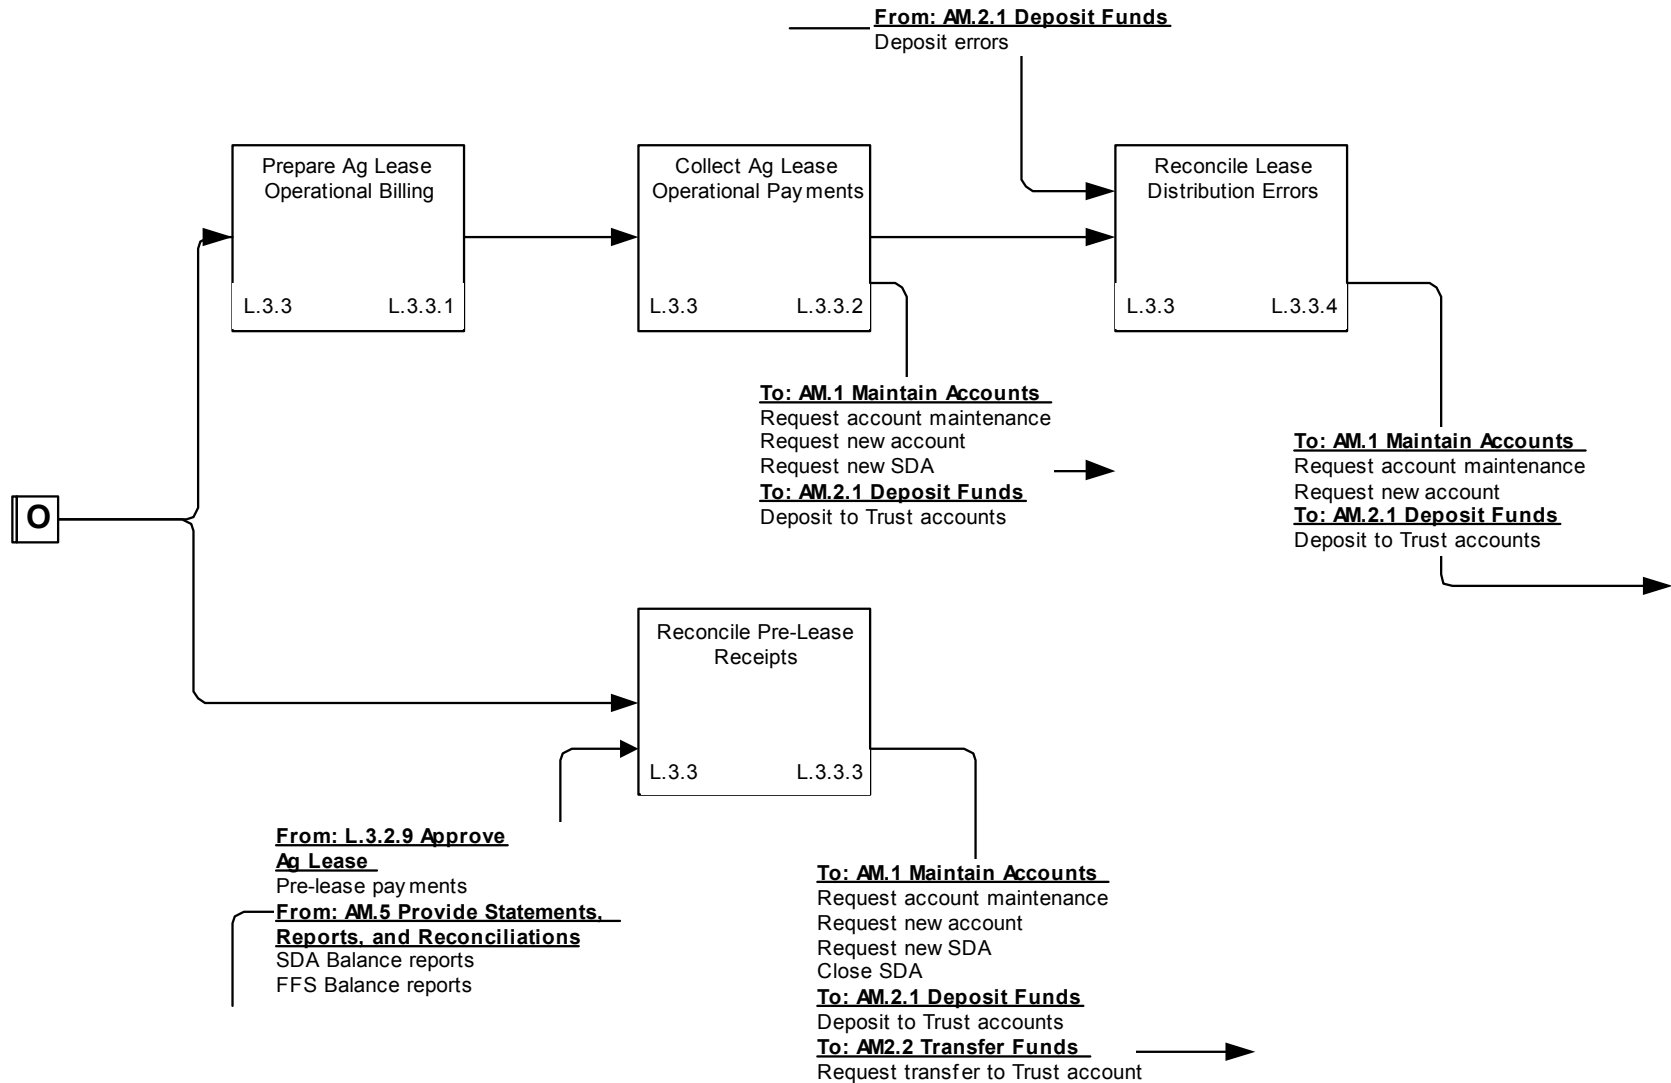 From: AM.2.1 Deposit Funds
Deposit errors
Prepare Ag Lease
Operational Billing
L.3.3 L.3.3.1
Collect Ag Lease
Operational Payments
L.3.3 L.3.3.2
Reconcile Lease
Distribution Errors
L.3.3 L.3.3.4
To: AM.1 Maintain Accounts
Request account maintenance
Request new account
Request new SDA
To: AM.2.1 Deposit Funds
Deposit to Trust accounts
To: AM.1 Maintain Accounts
Request account maintenance
Request new account
To: AM.2.1 Deposit Funds
Deposit to Trust accounts
O
Reconcile Pre-Lease
Receipts
L.3.3 L.3.3.3
From: L.3.2.9 Approve
Ag Lease
Pre-lease payments
From: AM.5 Provide Statements,
Reports, and Reconciliations
SDA Balance reports
FFS Balance reports
To: AM.1 Maintain Accounts
Request account maintenance
Request new account
Request new SDA
Close SDA
To: AM.2.1 Deposit Funds
Deposit to Trust accounts
To: AM2.2 Transfer Funds
Request transfer to Trust account